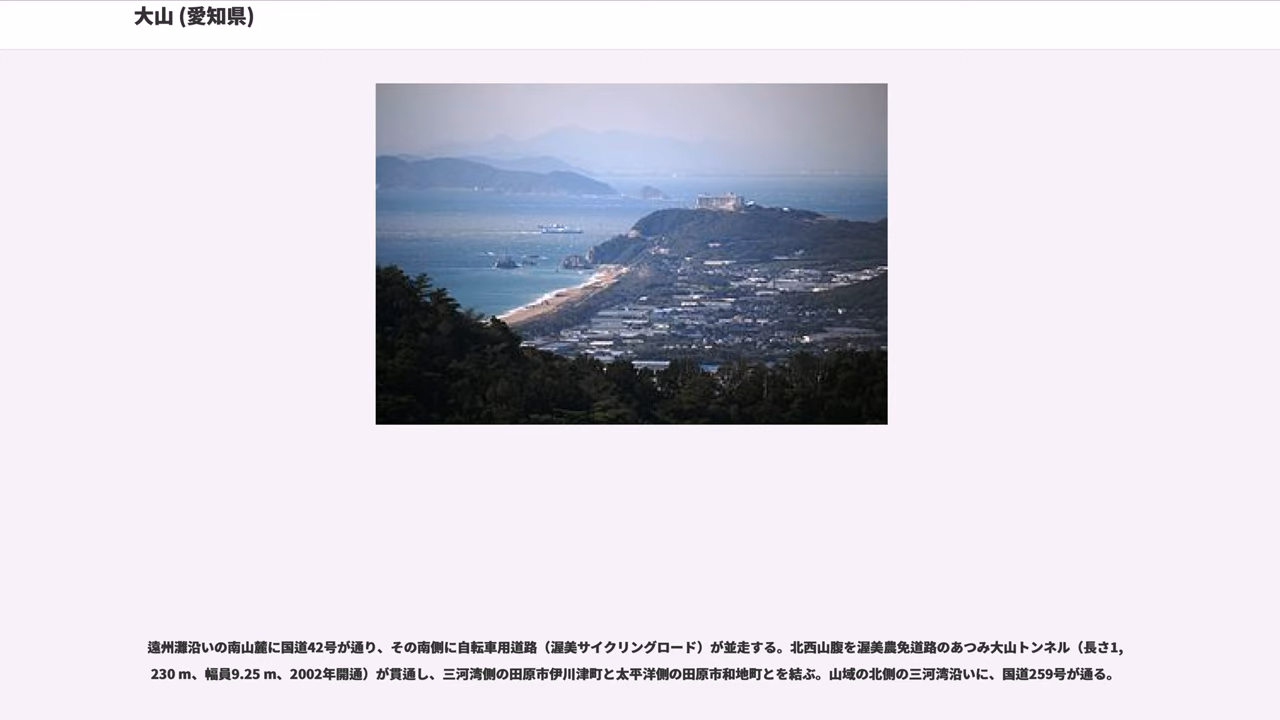 大山 (愛知県)
遠州灘沿いの南山麓に国道42号が通り、その南側に自転車用道路（渥美サイクリングロード）が並走する。北西山腹を渥美農免道路のあつみ大山トンネル（長さ1,
230 m、幅員9.25 m、2002年開通）が貫通し、三河湾側の田原市伊川津町と太平洋側の田原市和地町とを結ぶ。山域の北側の三河湾沿いに、国道259号が通る。